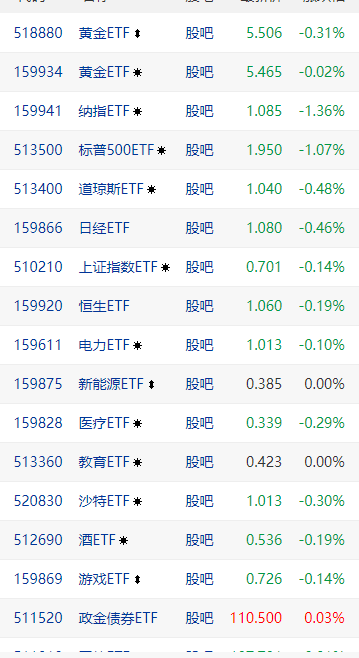 518880 黄金ETF 股吧 5.506 -0.31%
159934 黄金ETF 股吧 5.465 -0.02%
159941 纳指ETF 股吧 1.085 -1.36%
513500 标普500ETF 股吧 1.950 -1.07%
513400 道琼斯ETF 股吧 1.040 -0.48%
159866 日经ETF 股吧 1.080 -0.46%
510210 上证指数ETF 股吧 0.701 -0.14%
159920 恒生ETF 股吧 1.060 -0.19%
159611 电力ETF 股吧 1.013 -0.10%
159875 新能源ETF 股吧 0.385 0.00%
159828 医疗ETF 股吧 0.339 -0.29%
513360 教育ETF 股吧 0.423 0.00%
520830 沙特ETF 股吧 1.013 -0.30%
512690 酒ETF 股吧 0.536 -0.19%
159869 游戏ETF 股吧 0.726 -0.14%
511520 政金债券ETF 股吧 110.500 0.03%